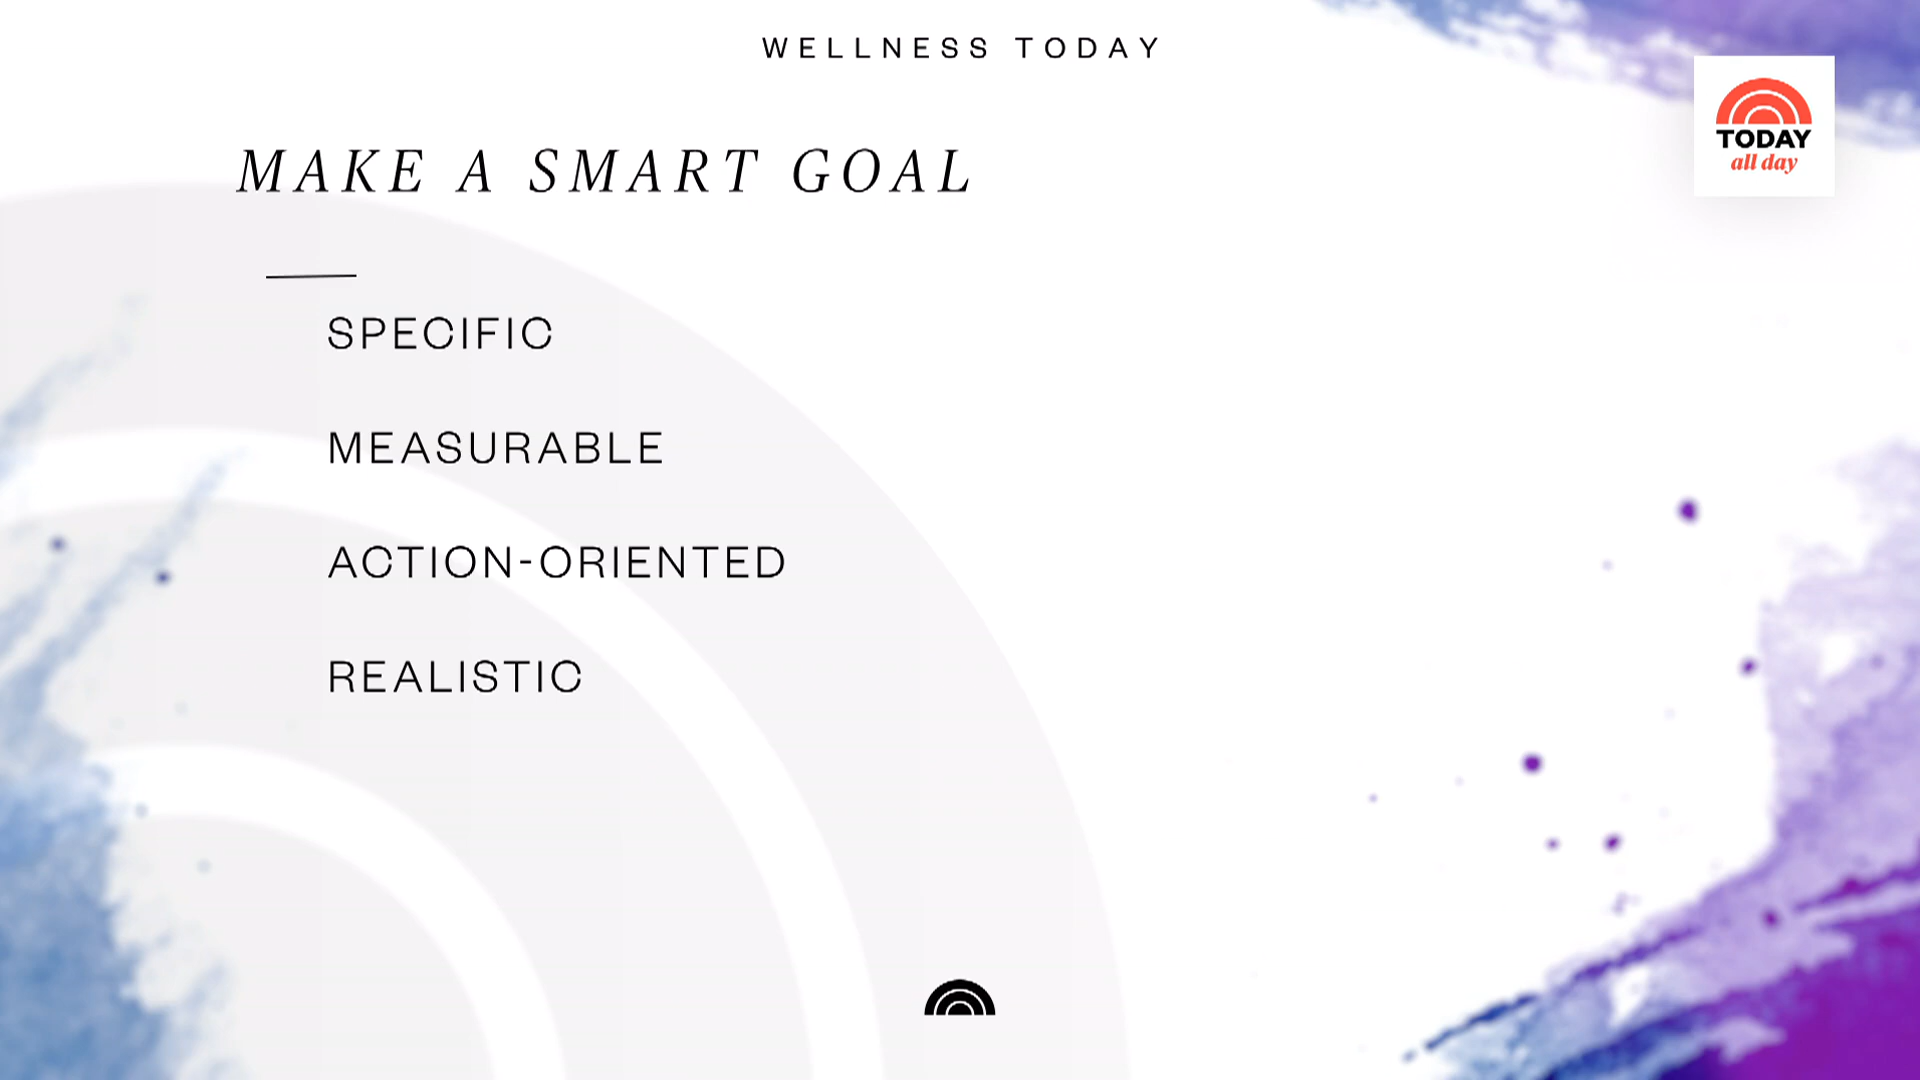 WELLNESS TODAY
MAKE A SMART GOAL
SPECIFIC
MEASURABLE
ACTION-ORIENTED
REALISTIC
TODAY
all day